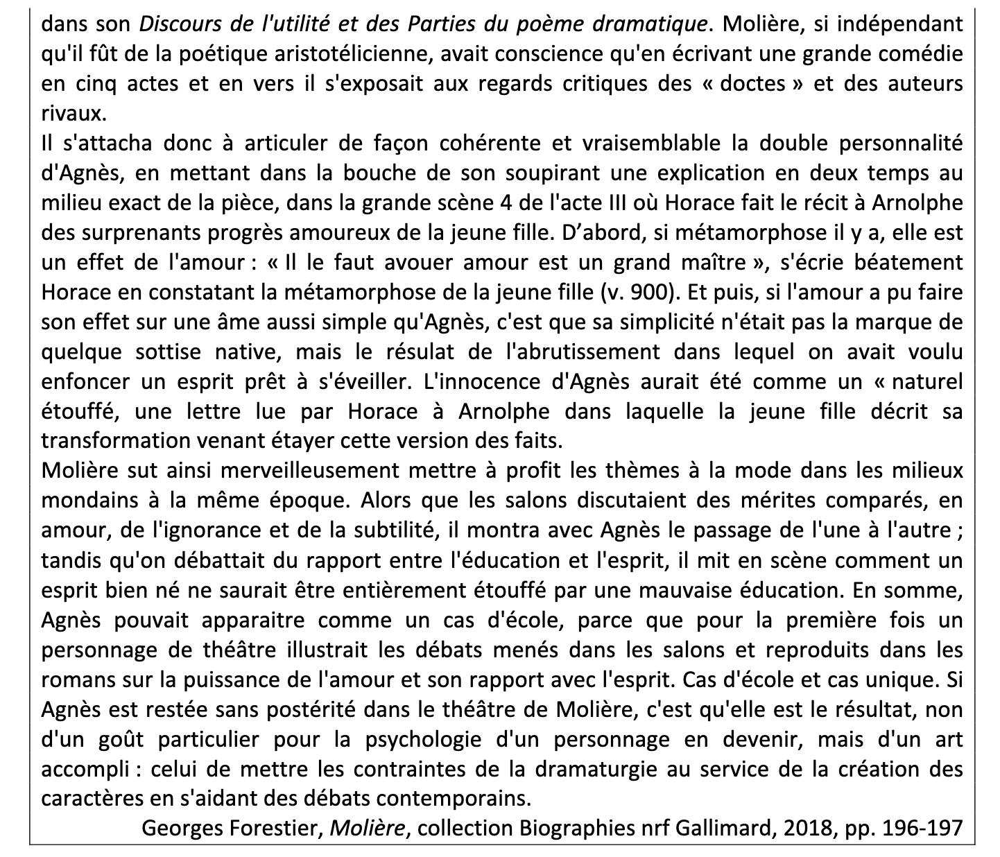 dans son Discours de l'utilité et des Parties du poème dramatique. Molière, si indépendant
qu'il fût de la poétique aristotélicienne, avait conscience qu'en écrivant une grande comédie
en cinq actes et en vers il s'exposait aux regards critiques des « doctes » et des auteurs
rivaux.
Il s'attacha donc à articuler de façon cohérente et vraisemblable la double personnalité
d'Agnès, en mettant dans la bouche de son soupirant une explication en deux temps au
milieu exact de la pièce, dans la grande scène 4 de l'acte III où Horace fait le récit à Arnolphe
des surprenants progrès amoureux de la jeune fille. D’abord, si métamorphose il y a, elle est
un effet de l'amour : « Il le faut avouer amour est un grand maître », s'écrie béatement
Horace en constatant la métamorphose de la jeune fille (v. 900). Et puis, si l'amour a pu faire
son effet sur une âme aussi simple qu'Agnès, c'est que sa simplicité n'était pas la marque de
quelque sottise native, mais le résulat de l'abrutissement dans lequel on avait voulu
enfoncer un esprit prêt à s'éveiller. L'innocence d'Agnès aurait été comme un « naturel
étouffé, une lettre lue par Horace à Arnolphe dans laquelle la jeune fille décrit sa
transformation venant étayer cette version des faits.
Molière sut ainsi merveilleusement mettre à profit les thèmes à la mode dans les milieux
mondains à la même époque. Alors que les salons discutaient des mérites comparés, en
amour, de l'ignorance et de la subtilité, il montra avec Agnès le passage de l'une à l'autre ;
tandis qu'on débattait du rapport entre l'éducation et l'esprit, il mit en scène comment un
esprit bien né ne saurait être entièrement étouffé par une mauvaise éducation. En somme,
Agnès pouvait apparaitre comme un cas d'école, parce que pour la première fois un
personnage de théâtre illustrait les débats menés dans les salons et reproduits dans les
romans sur la puissance de l'amour et son rapport avec l'esprit. Cas d'école et cas unique. Si
Agnès est restée sans postérité dans le théâtre de Molière, c'est qu'elle est le résultat, non
d'un goût particulier pour la psychologie d'un personnage en devenir, mais d'un art
accompli : celui de mettre les contraintes de la dramaturgie au service de la création des
caractères en s'aidant des débats contemporains.
Georges Forestier, Molière, collection Biographies nrf Gallimard, 2018, pp. 196-197